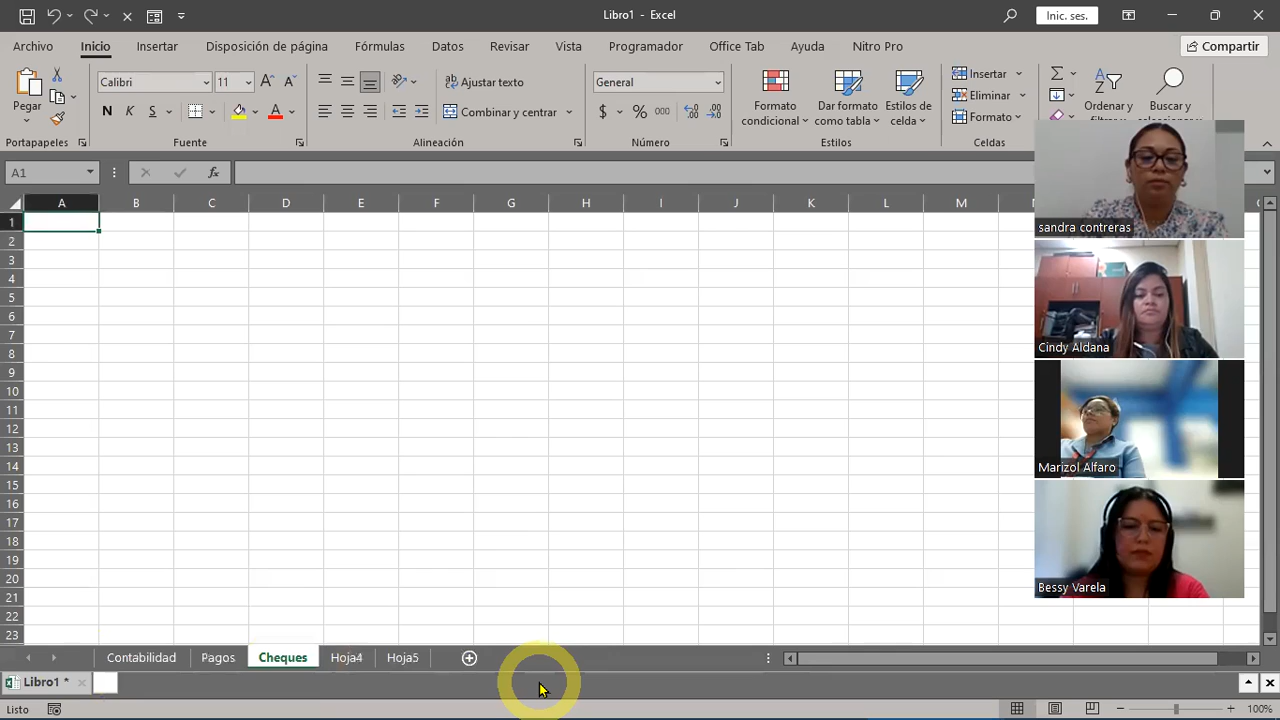 Libro1 - Excel
Inic. ses.
Archivo Inicio Insertar Disposición de página Fórmulas Datos Revisar Vista Programador Office Tab Ayuda Nitro Pro Compartir
Pegar
Calibri 11
N K S
Ajustar texto
Combinar y centrar
General
$ % 000
Formato condicional
Dar formato como tabla
Estilos de celda
Insertar
Eliminar
Formato
Ordenar y
Buscar y
Portapapeles Fuente Alineación Número Estilos Celdas
A1 fx
A B C D E F G H I J K L M
1
2
3
4
5
6
7
8
9
10
11
12
13
14
15
16
17
18
19
20
21
22
23
sandra contreras
Cindy Aldana
Marizol Alfaro
Bessy Varela
Contabilidad Pagos Cheques Hoja4 Hoja5
Libro1 *
Listo 100%